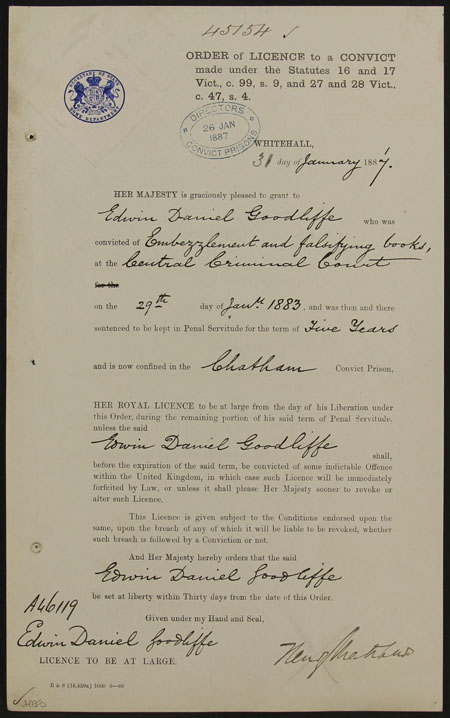 45154
ORDER of LICENCE to a CONVICT
made under the Statutes 16 and 17
Vict., c. 99, s. 9, and 27 and 28 Vict.,
c. 47, s. 4.
SECRETARY OF STATE
HOME DEPARTMENT
DIRECTORS
26 JAN
1887
CONVICT PRISONS
WHITEHALL,
31 day of January 1887.
HER MAJESTY is graciously pleased to grant to
Edwin Daniel Goodliffe who was
convicted of Embezzlement and falsifying books,
at the Central Criminal Court
for the
on the 29th day of Jany. 1883, and was then and there
sentenced to be kept in Penal Servitude for the term of Five Years
and is now confined in the Chatham Convict Prison,
HER ROYAL LICENCE to be at large from the day of his Liberation under
this Order, during the remaining portion of his said term of Penal Servitude,
unless the said
Edwin Daniel Goodliffe
shall,
before the expiration of the said term, be convicted of some indictable Offence
within the United Kingdom, in which case such Licence will be immediately
forfeited by Law, or unless it shall please Her Majesty sooner to revoke or
alter such Licence.
This Licence is given subject to the Conditions endorsed upon the
same, upon the breach of any of which it will be liable to be revoked, whether
such breach is followed by a Conviction or not.
And Her Majesty hereby orders that the said
Edwin Daniel Goodliffe
be set at liberty within Thirty days from the date of this Order.
Given under my Hand and Seal,
A46119
Edwin Daniel Goodliffe
Henry Matthews
LICENCE TO BE AT LARGE.